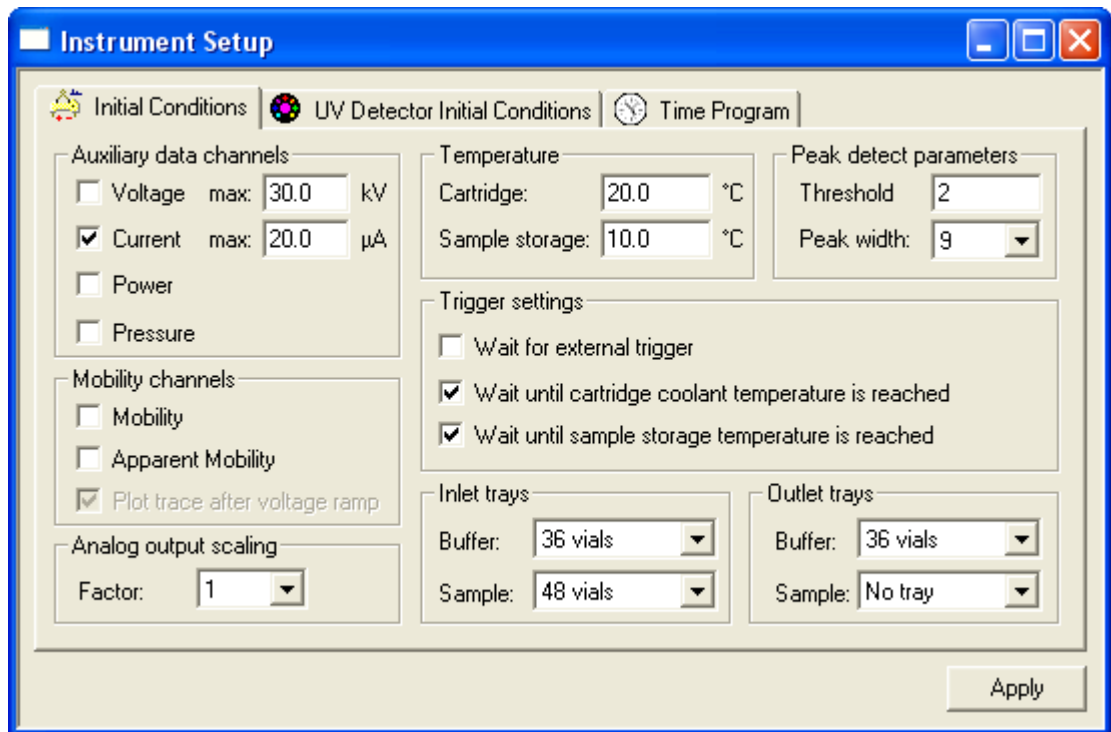 Instrument Setup
Initial Conditions
UV Detector Initial Conditions
Time Program
Auxiliary data channels
Voltage max: 30.0 kV
Current max: 20.0 µA
Power
Pressure
Mobility channels
Mobility
Apparent Mobility
Plot trace after voltage ramp
Analog output scaling
Factor: 1
Temperature
Cartridge: 20.0 °C
Sample storage: 10.0 °C
Peak detect parameters
Threshold 2
Peak width: 9
Trigger settings
Wait for external trigger
Wait until cartridge coolant temperature is reached
Wait until sample storage temperature is reached
Inlet trays
Buffer: 36 vials
Sample: 48 vials
Outlet trays
Buffer: 36 vials
Sample: No tray
Apply